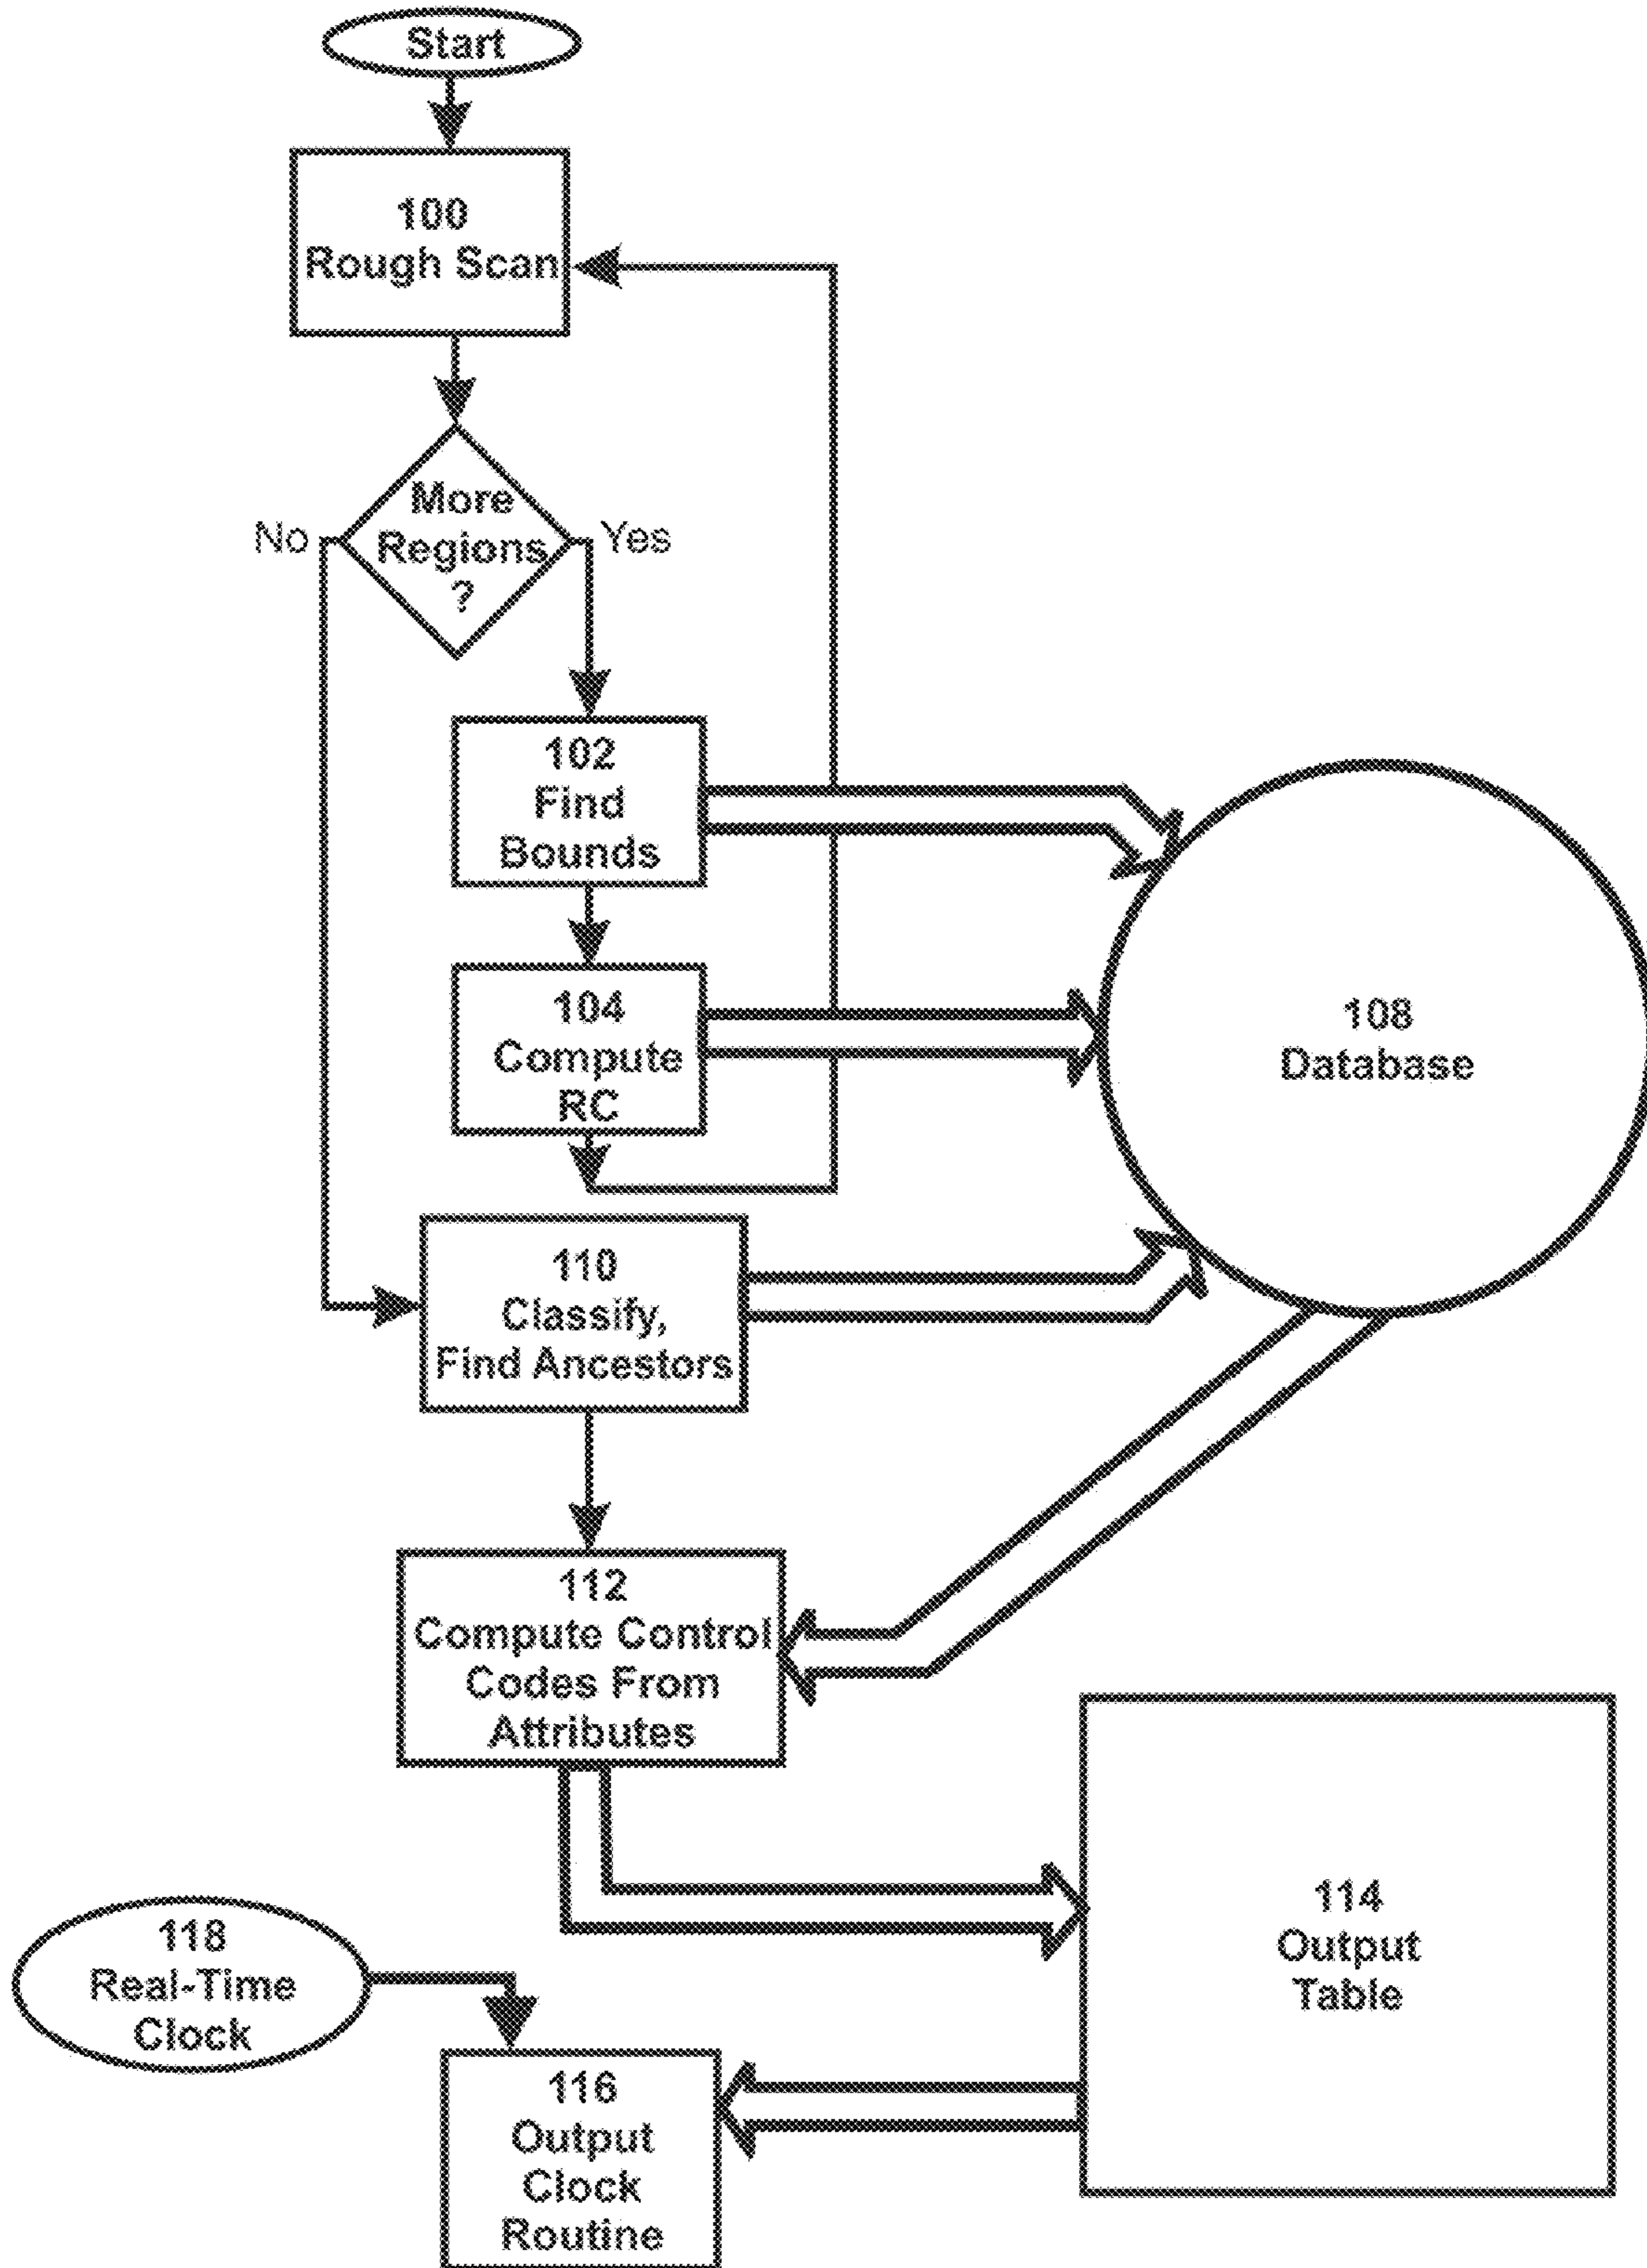 Start
100
Rough Scan
More
Regions
?
No
Yes
102
Find
Bounds
104
Compute
RC
108
Database
110
Classify,
Find Ancestors
112
Compute Control
Codes From
Attributes
114
Output
Table
118
Real-Time
Clock
116
Output
Clock
Routine